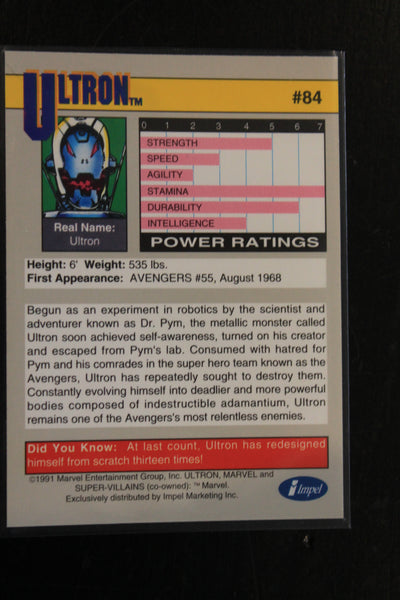 ULTRON™
#84
0 1 2 3 4 5 6 7
STRENGTH
SPEED
AGILITY
STAMINA
DURABILITY
INTELLIGENCE
POWER RATINGS
Real Name:
Ultron
Height: 6' Weight: 535 lbs.
First Appearance: AVENGERS #55, August 1968
Begun as an experiment in robotics by the scientist and
adventurer known as Dr. Pym, the metallic monster called
Ultron soon achieved self-awareness, turned on his creator
and escaped from Pym's lab. Consumed with hatred for
Pym and his comrades in the super hero team known as the
Avengers, Ultron has repeatedly sought to destroy them.
Constantly evolving himself into deadlier and more powerful
bodies composed of indestructible adamantium, Ultron
remains one of the Avengers's most relentless enemies.
Did You Know: At last count, Ultron has redesigned
himself from scratch thirteen times!
©1991 Marvel Entertainment Group, Inc. ULTRON, MARVEL and
SUPER-VILLAINS (co-owned): ™ Marvel.
Exclusively distributed by Impel Marketing Inc.
Impel